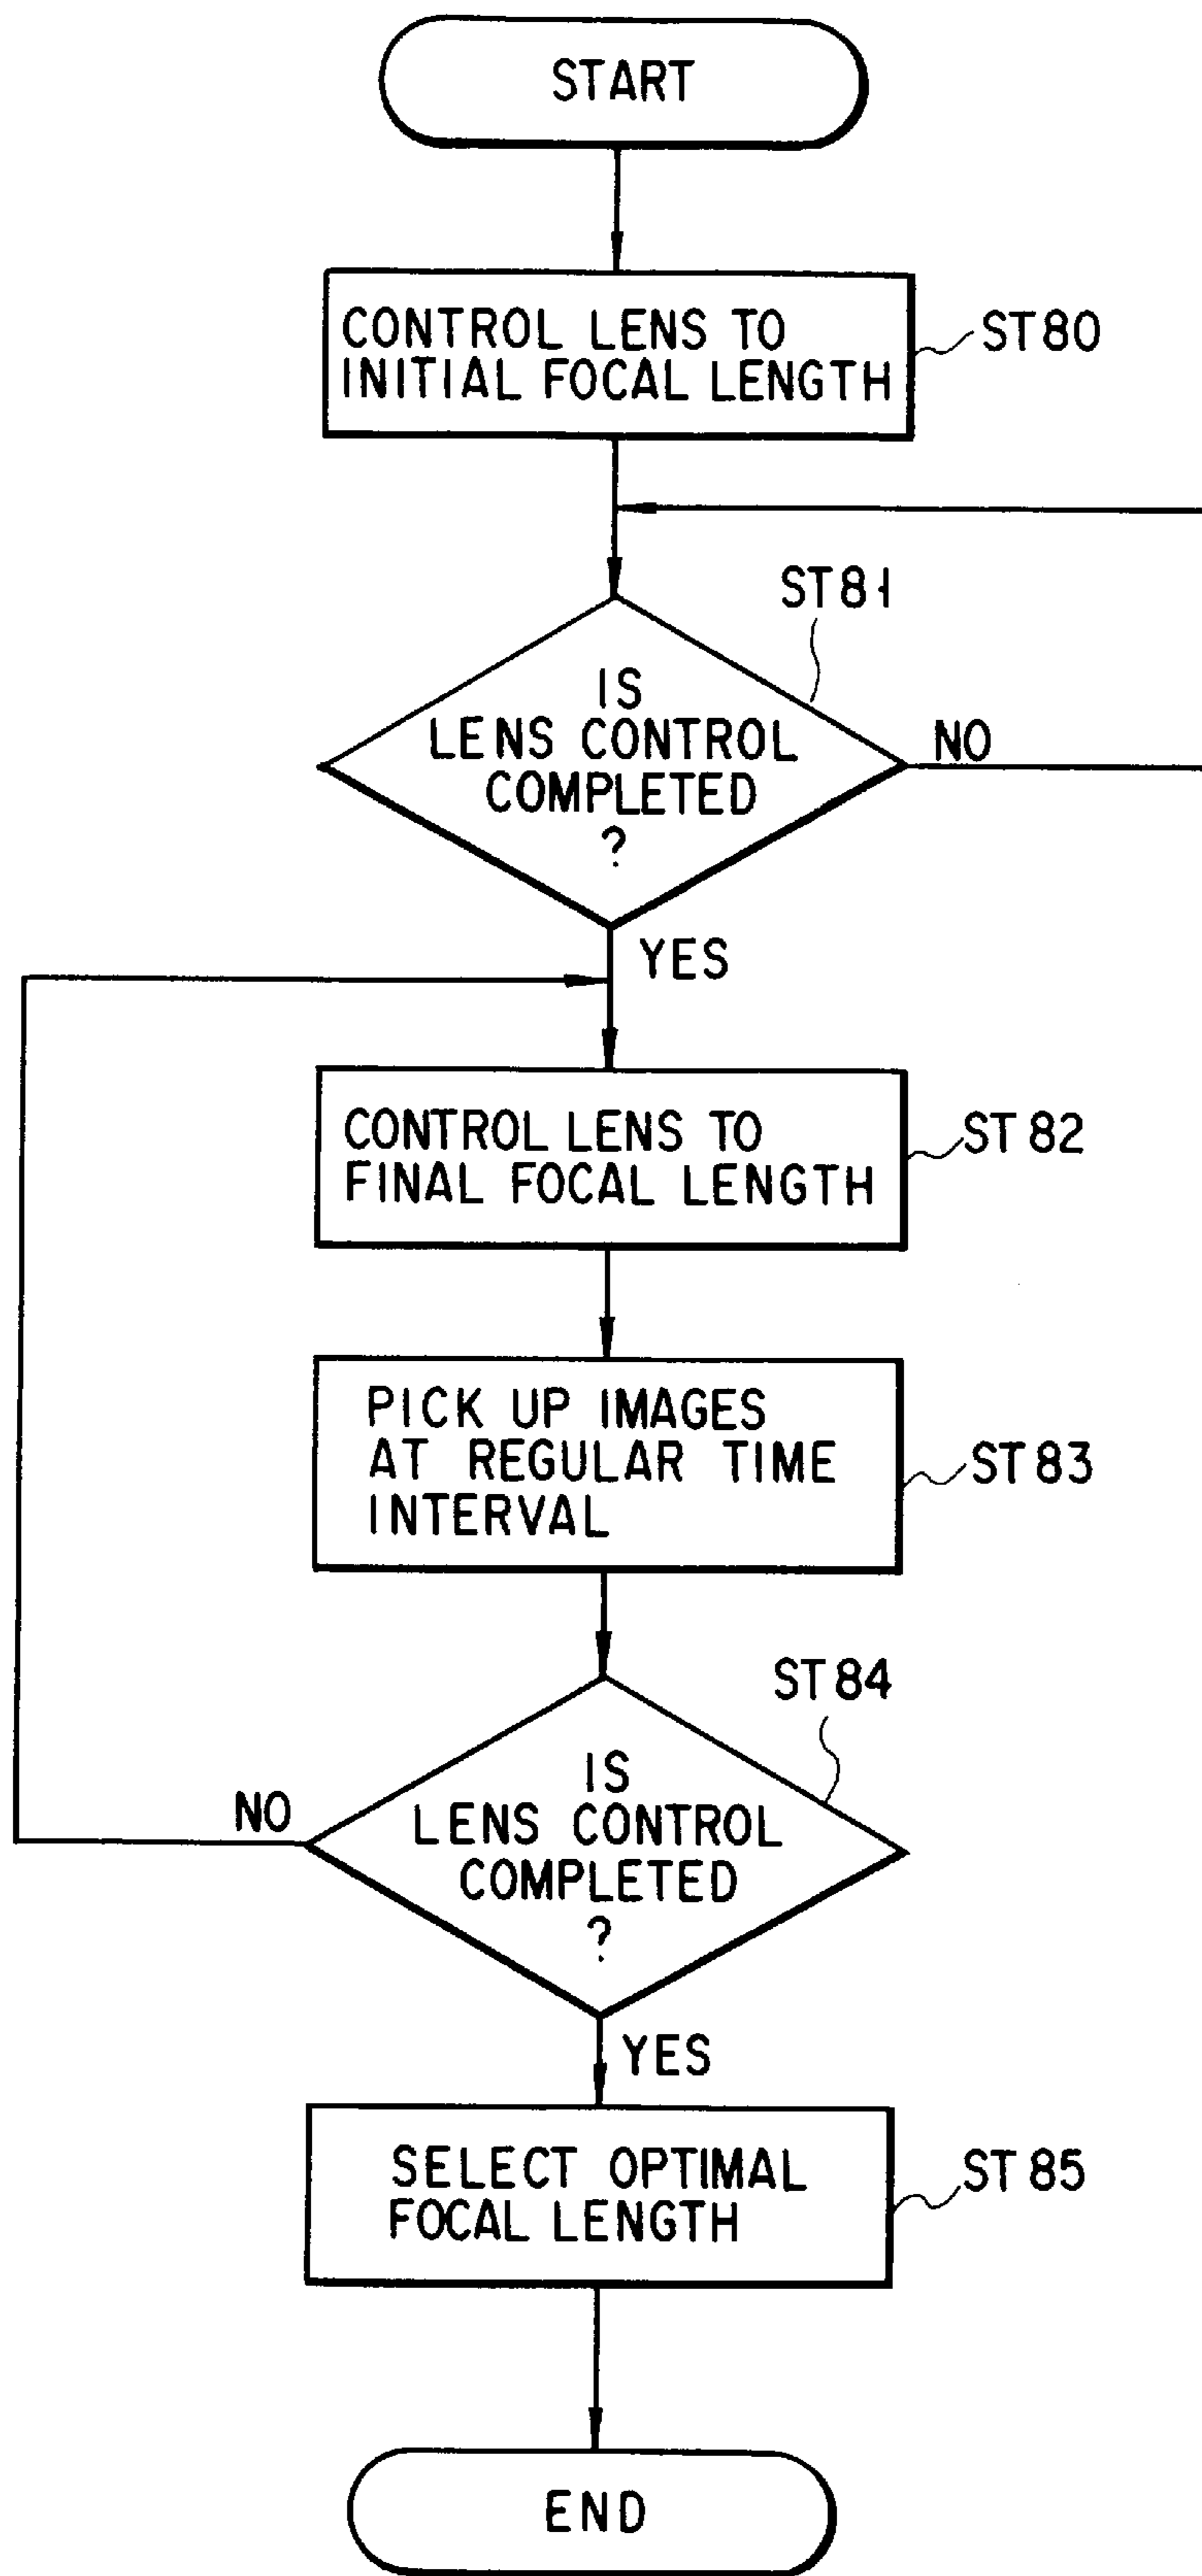 START
CONTROL LENS TO
INITIAL FOCAL LENGTH
ST80
ST81
IS
LENS CONTROL
COMPLETED
?
NO
YES
CONTROL LENS TO
FINAL FOCAL LENGTH
ST82
PICK UP IMAGES
AT REGULAR TIME
INTERVAL
ST83
ST84
IS
LENS CONTROL
COMPLETED
?
NO
YES
SELECT OPTIMAL
FOCAL LENGTH
ST85
END